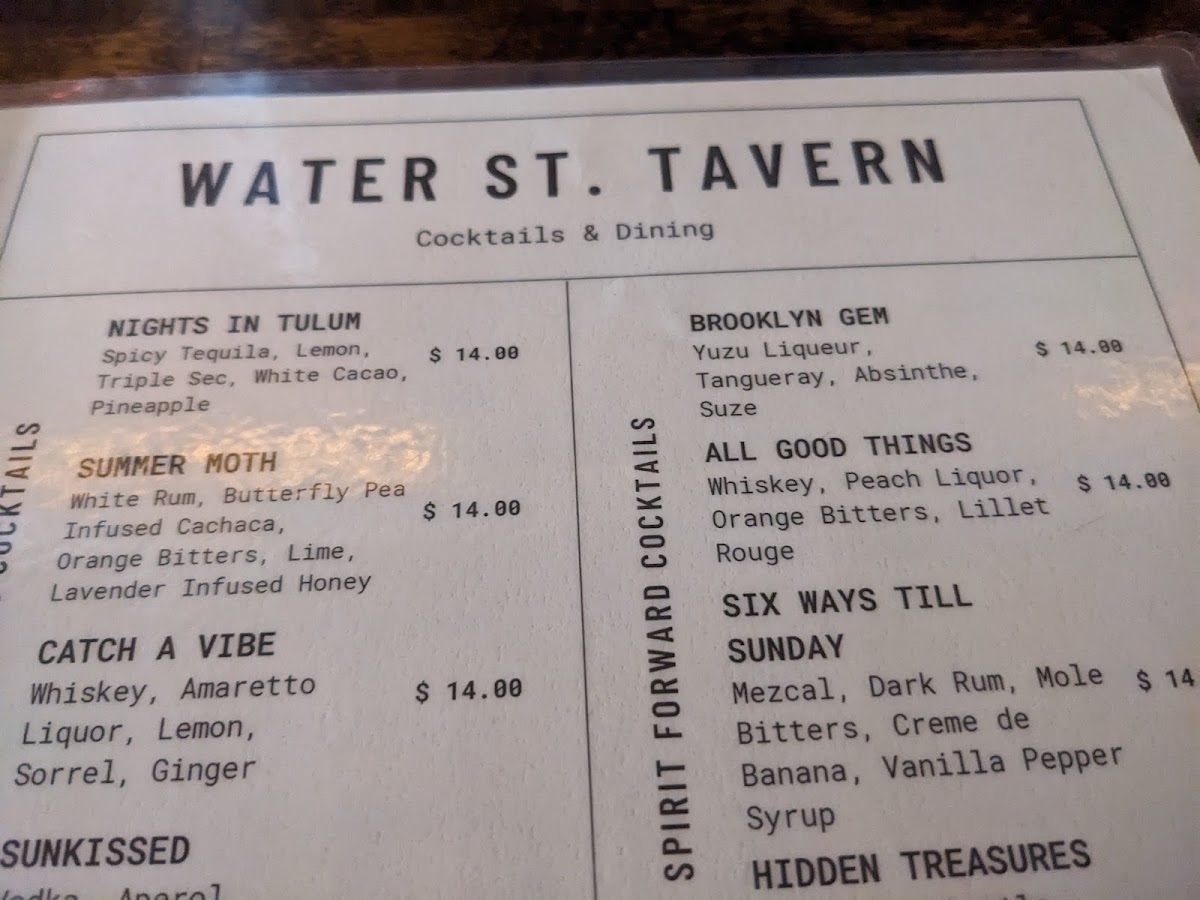 WATER ST. TAVERN
Cocktails & Dining
COCKTAILS
NIGHTS IN TULUM
Spicy Tequila, Lemon,
$ 14.00
Triple Sec, White Cacao,
Pineapple
SUMMER MOTH
White Rum, Butterfly Pea
$ 14.00
Infused Cachaca,
Orange Bitters, Lime,
Lavender Infused Honey
CATCH A VIBE
Whiskey, Amaretto
$ 14.00
Liquor, Lemon,
Sorrel, Ginger
SUNKISSED
Vodka, Aperol
SPIRIT FORWARD COCKTAILS
BROOKLYN GEM
Yuzu Liqueur,
$ 14.00
Tangueray, Absinthe,
Suze
ALL GOOD THINGS
Whiskey, Peach Liquor,
$ 14.00
Orange Bitters, Lillet
Rouge
SIX WAYS TILL
SUNDAY
Mezcal, Dark Rum, Mole
$ 14
Bitters, Creme de
Banana, Vanilla Pepper
Syrup
HIDDEN TREASURES